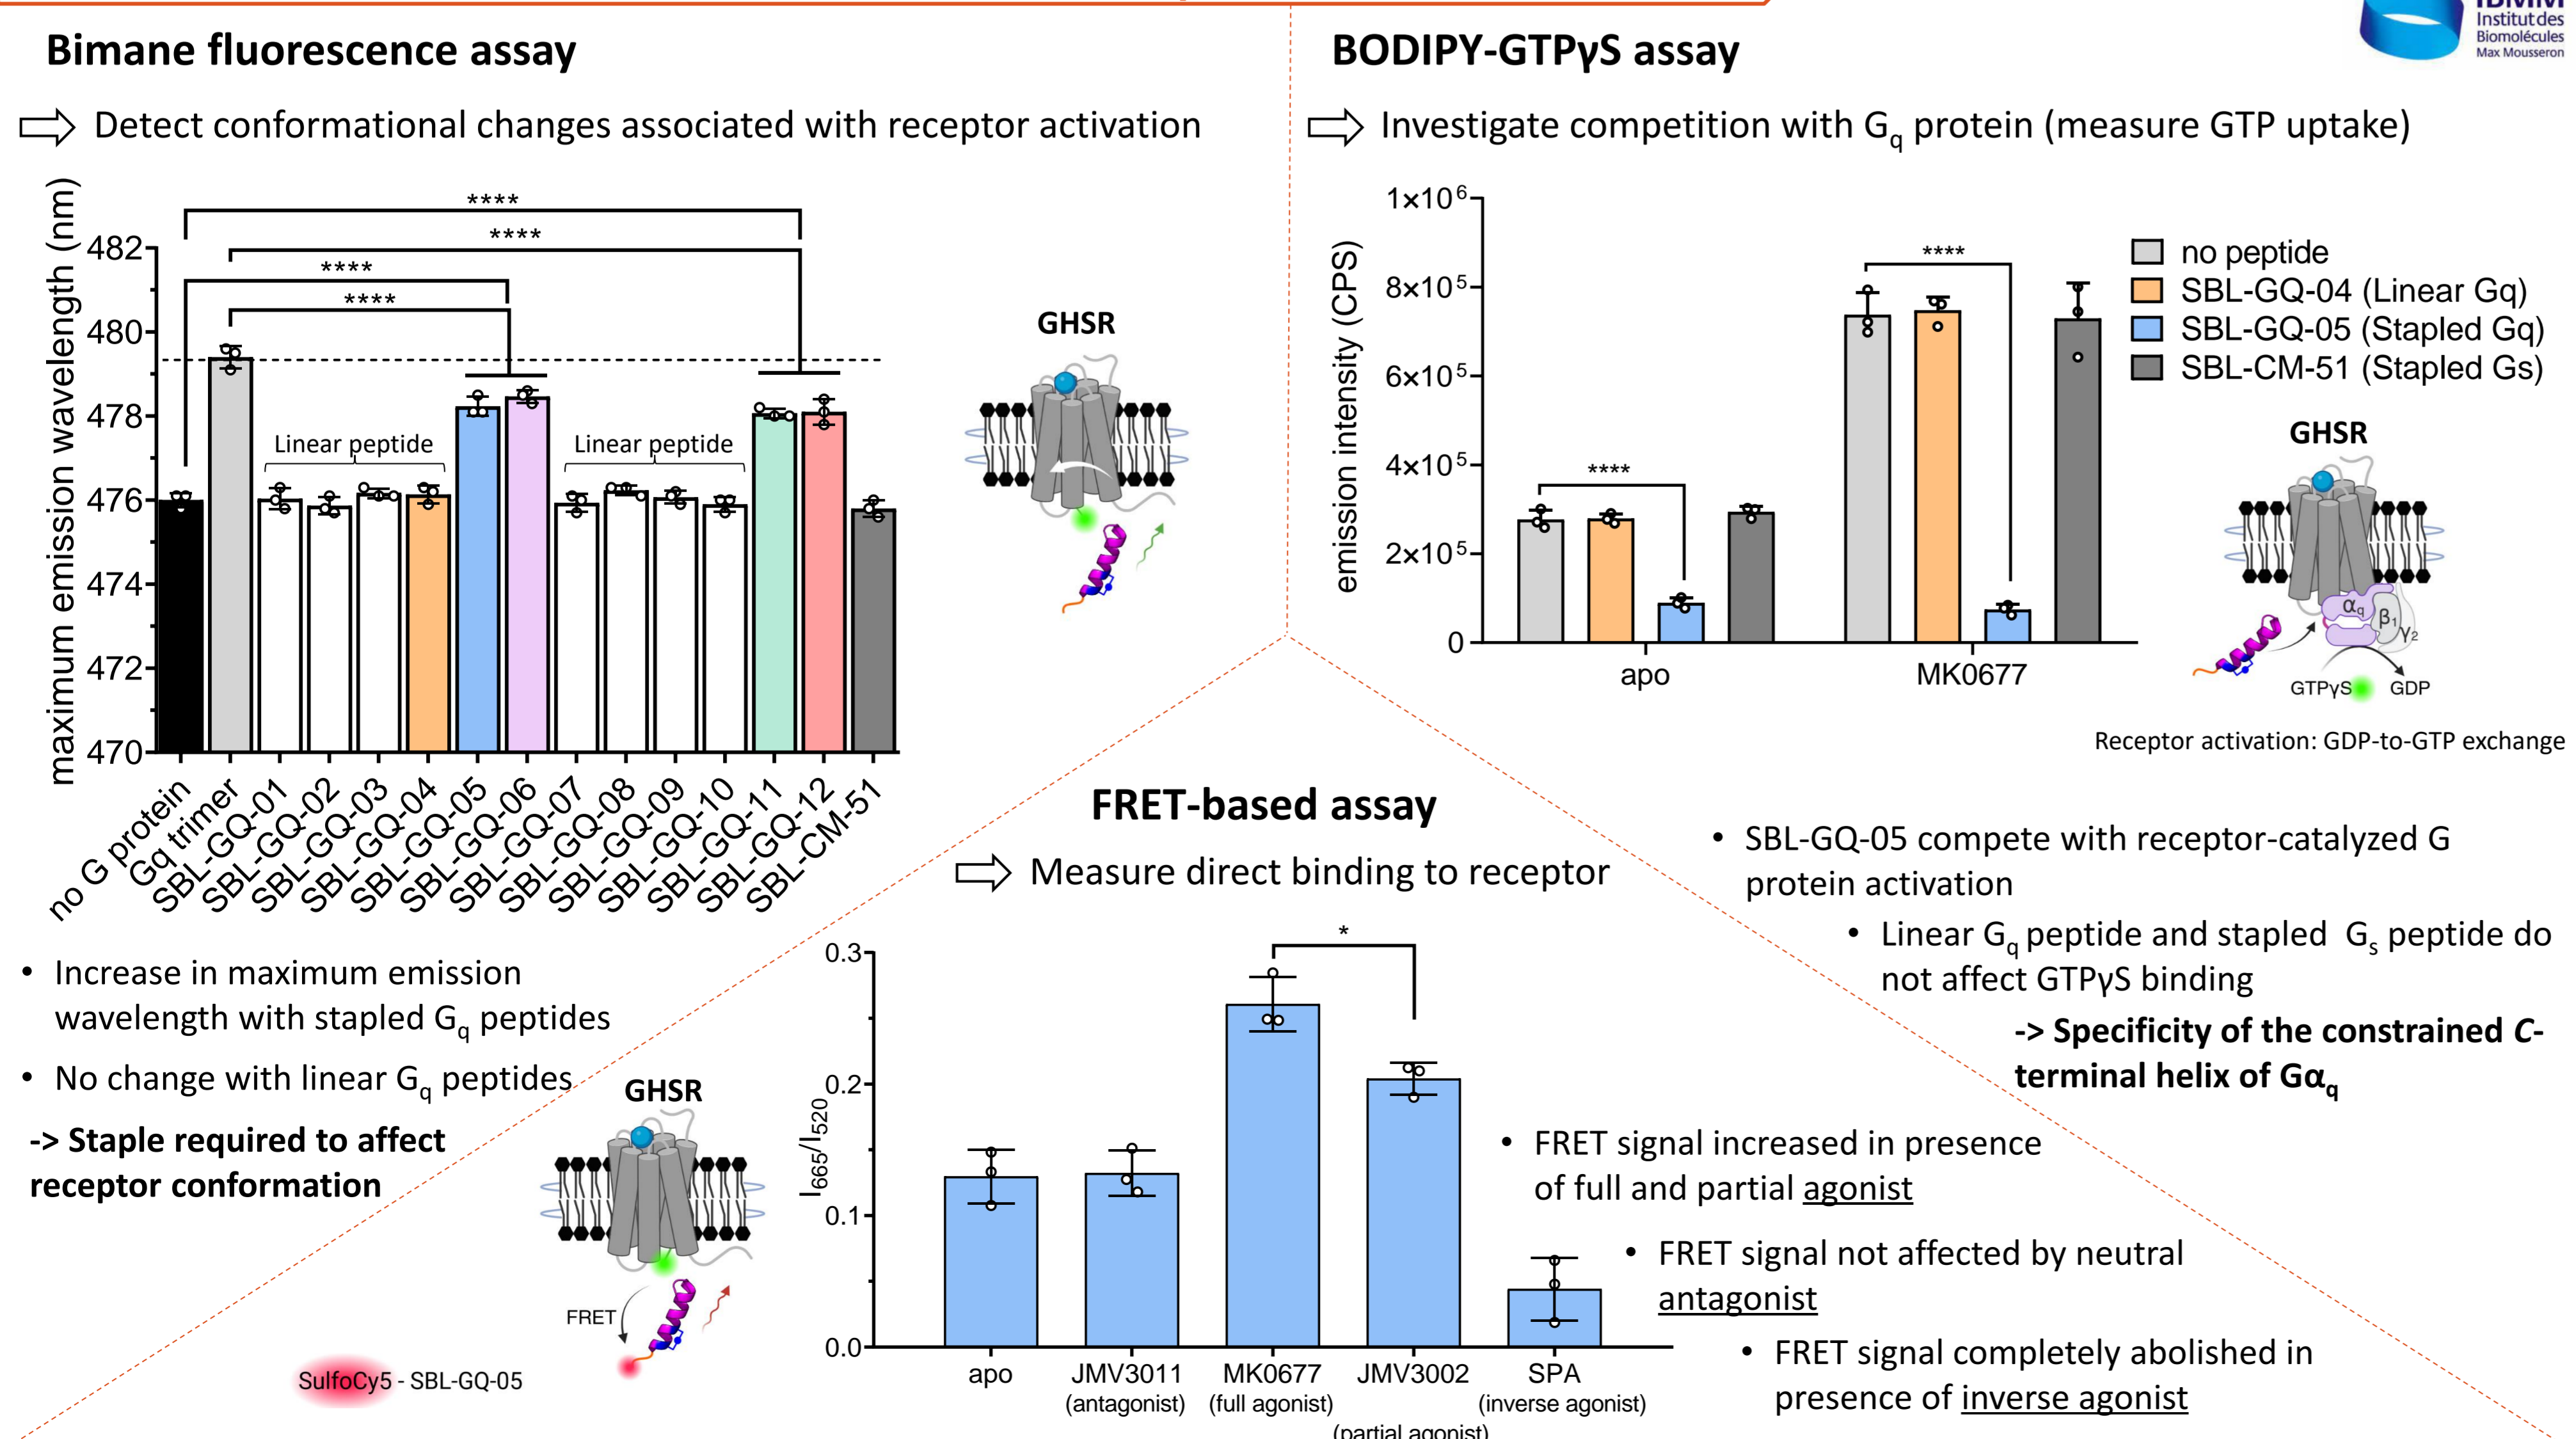 IBMM
Institut des
Biomolécules
Max Mousseron
Bimane fluorescence assay
Detect conformational changes associated with receptor activation
maximum emission wavelength (nm)
482
480
478
476
474
472
470
****
****
****
****
Linear peptide
Linear peptide
no G protein
Gq trimer
SBL-GQ-01
SBL-GQ-02
SBL-GQ-03
SBL-GQ-04
SBL-GQ-05
SBL-GQ-06
SBL-GQ-07
SBL-GQ-08
SBL-GQ-09
SBL-GQ-10
SBL-GQ-11
SBL-GQ-12
SBL-CM-51
GHSR
• Increase in maximum emission
wavelength with stapled Gq peptides
• No change with linear Gq peptides
-> Staple required to affect
receptor conformation
BODIPY-GTPγS assay
Investigate competition with Gq protein (measure GTP uptake)
emission intensity (CPS)
1×10⁶
8×10⁵
6×10⁵
4×10⁵
2×10⁵
0
****
****
apo
MK0677
no peptide
SBL-GQ-04 (Linear Gq)
SBL-GQ-05 (Stapled Gq)
SBL-CM-51 (Stapled Gs)
GHSR
αq
β1
γ2
GTPγS
GDP
Receptor activation: GDP-to-GTP exchange
• SBL-GQ-05 compete with receptor-catalyzed G
protein activation
• Linear Gq peptide and stapled Gs peptide do
not affect GTPγS binding
-> Specificity of the constrained C-
terminal helix of Gαq
FRET-based assay
Measure direct binding to receptor
I665/I520
0.3
0.2
0.1
0.0
*
apo
JMV3011
(antagonist)
MK0677
(full agonist)
JMV3002
(partial agonist)
SPA
(inverse agonist)
GHSR
FRET
SulfoCy5 - SBL-GQ-05
• FRET signal increased in presence
of full and partial agonist
• FRET signal not affected by neutral
antagonist
• FRET signal completely abolished in
presence of inverse agonist